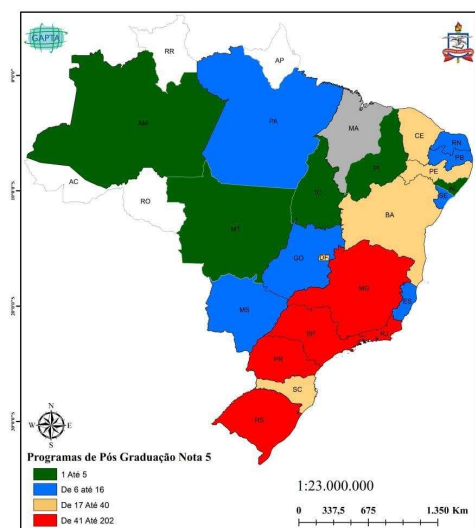 GAPTA
RR
AP
AM
PA
MA
CE
RN
PB
PI
PE
AL
SE
AC
RO
TO
BA
MT
DF
GO
MG
ES
MS
SP
RJ
PR
SC
RS
N
W
E
S
Programas de Pós Graduação Nota 5
1 Até 5
De 6 até 16
De 17 Até 40
De 41 Até 202
1:23.000.000
0 337,5 675 1.350 Km